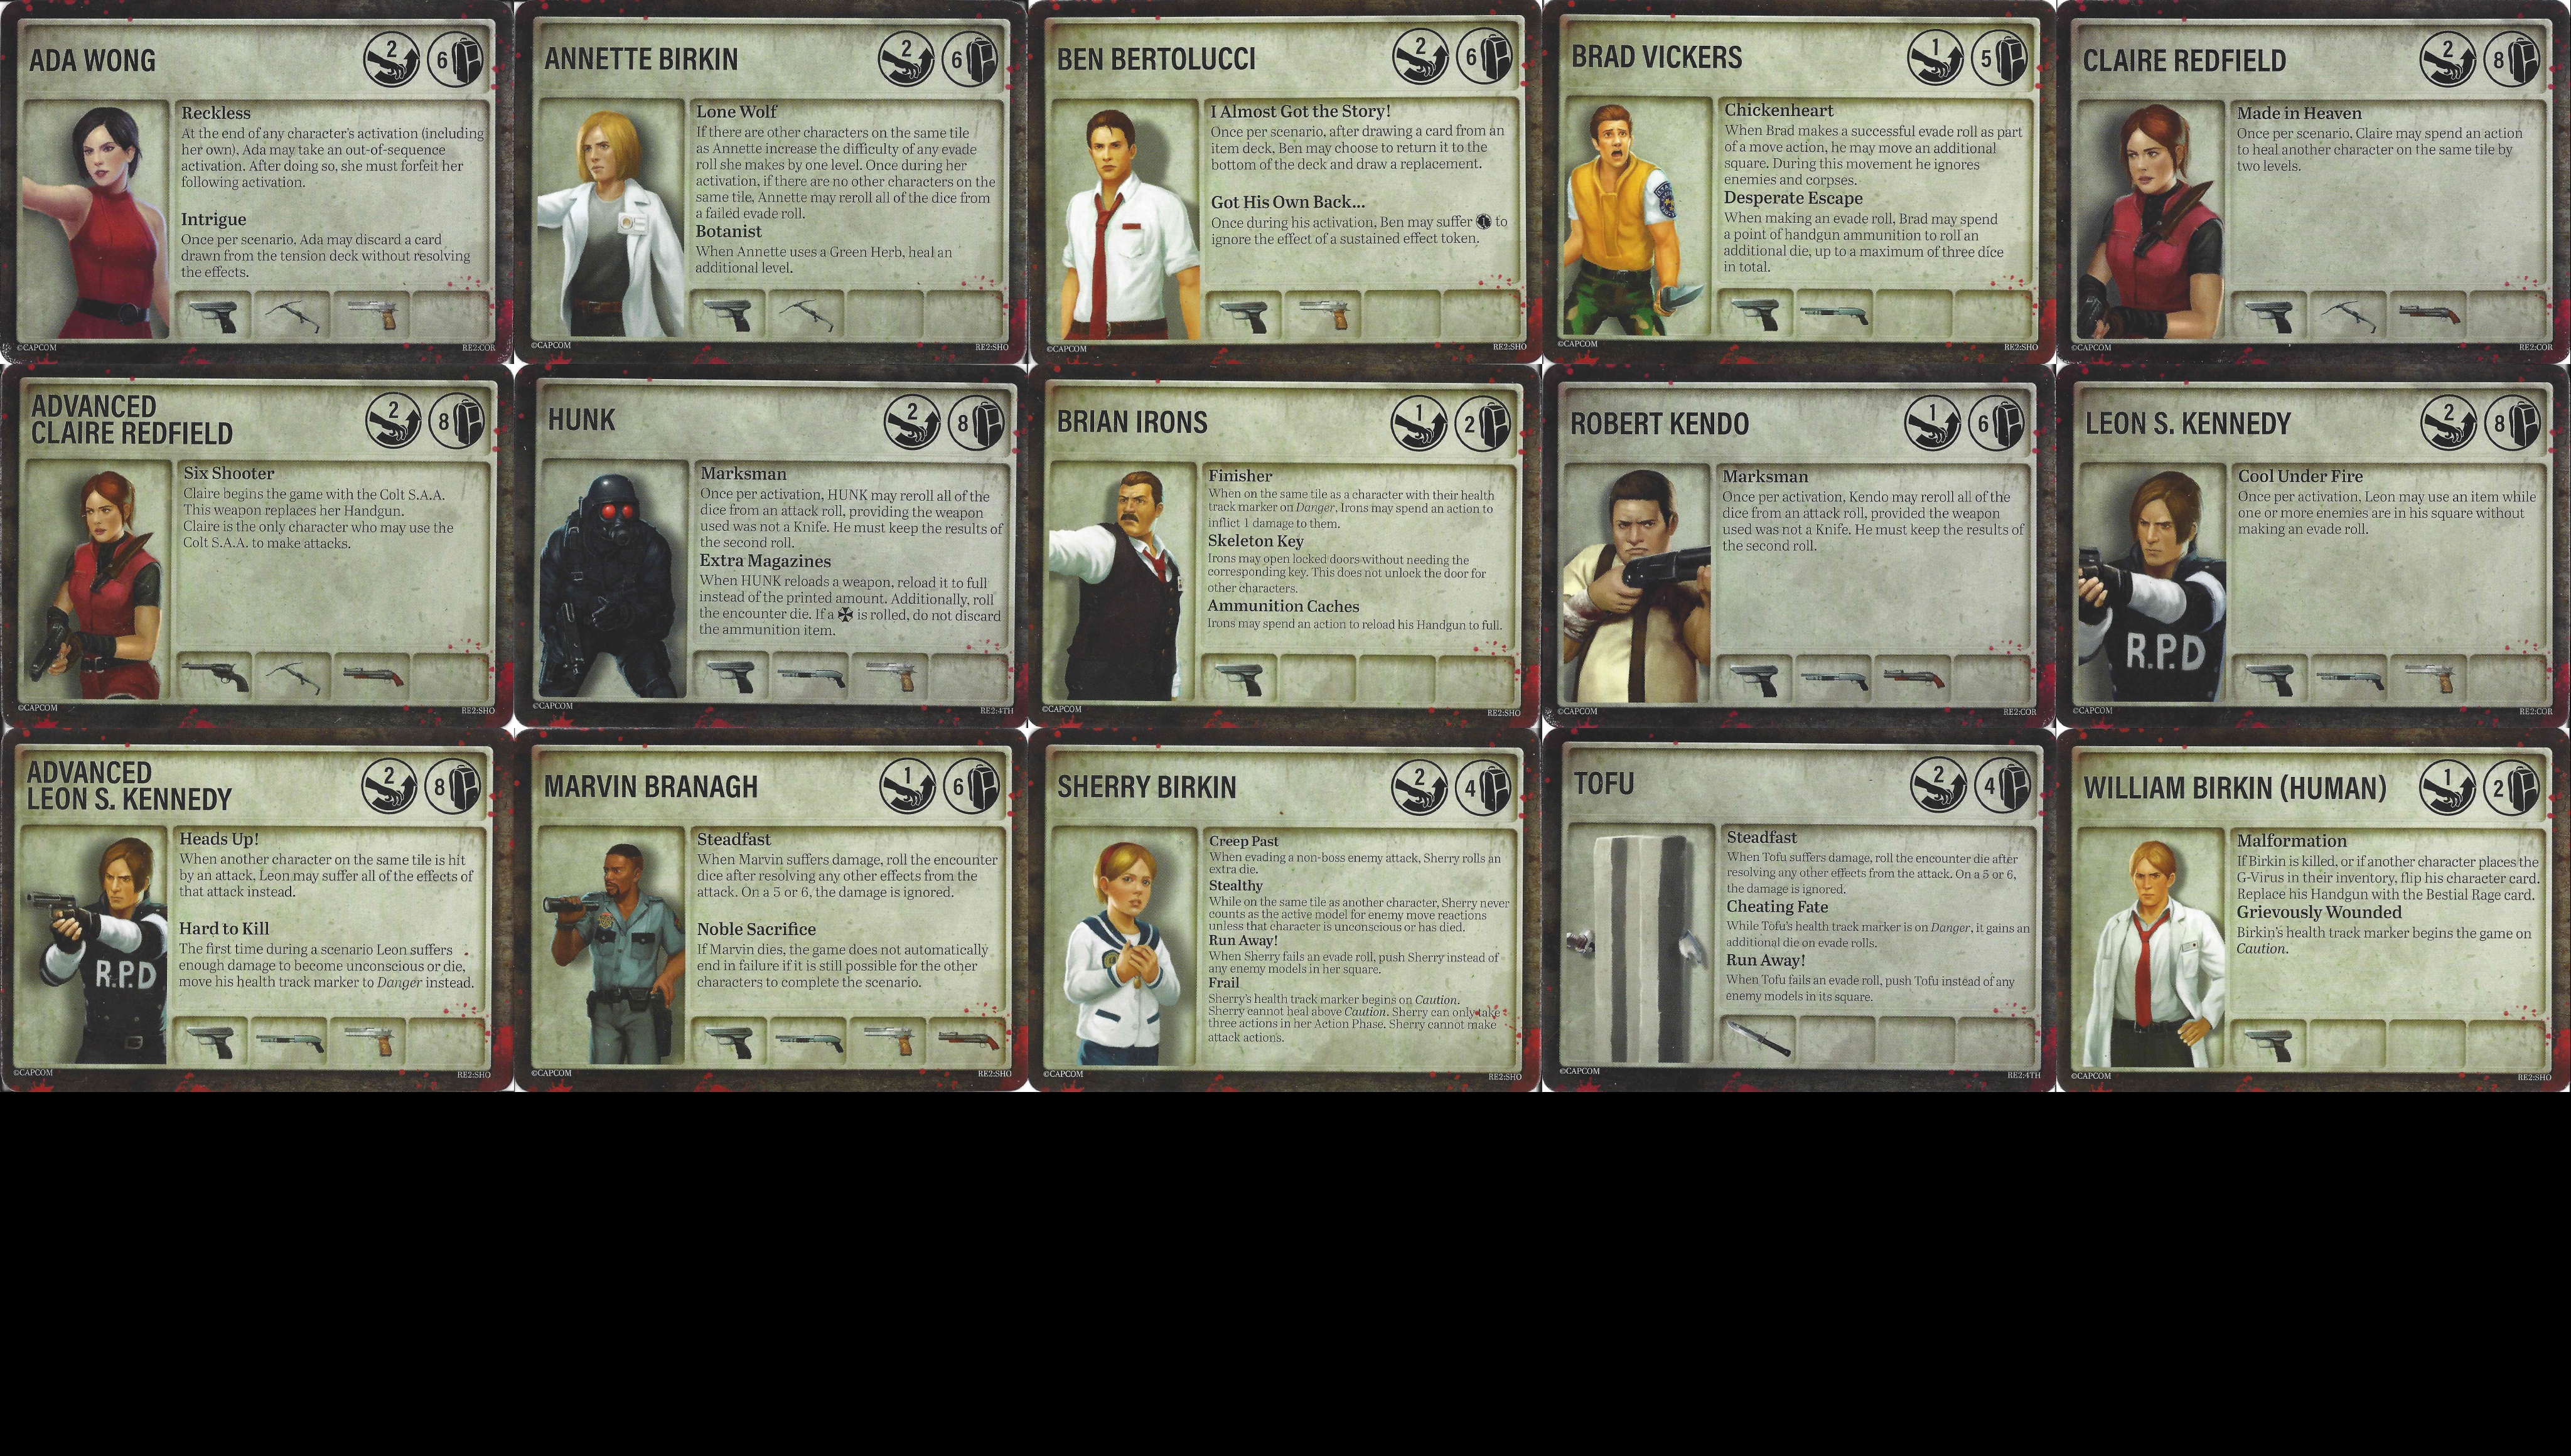 ADA WONG
2
6
Reckless
At the end of any character's activation (including
her own), Ada may take an out-of-sequence
activation. After doing so, she must forfeit her
following activation.
Intrigue
Once per scenario, Ada may discard a card
drawn from the tension deck without resolving
the effects.
©CAPCOM
RE2:COR
ANNETTE BIRKIN
2
6
Lone Wolf
If there are other characters on the same tile
as Annette increase the difficulty of any evade
roll she makes by one level. Once during her
activation, if there are no other characters on the
same tile, Annette may reroll all of the dice from
a failed evade roll.
Botanist
When Annette uses a Green Herb, heal an
additional level.
©CAPCOM
RE2:SHO
BEN BERTOLUCCI
2
6
I Almost Got the Story!
Once per scenario, after drawing a card from an
item deck, Ben may choose to return it to the
bottom of the deck and draw a replacement.
Got His Own Back...
Once during his activation, Ben may suffer to
ignore the effect of a sustained effect token.
©CAPCOM
RE2:SHO
BRAD VICKERS
1
5
Chickenheart
When Brad makes a successful evade roll as part
of a move action, he may move an additional
square. During this movement he ignores
enemies and corpses.
Desperate Escape
When making an evade roll, Brad may spend
a point of handgun ammunition to roll an
additional die, up to a maximum of three dice
in total.
©CAPCOM
RE2:SHO
CLAIRE REDFIELD
2
8
Made in Heaven
Once per scenario, Claire may spend an action
to heal another character on the same tile by
two levels.
©CAPCOM
RE2:COR
ADVANCED
CLAIRE REDFIELD
2
8
Six Shooter
Claire begins the game with the Colt S.A.A.
This weapon replaces her Handgun.
Claire is the only character who may use the
Colt S.A.A. to make attacks.
©CAPCOM
RE2:SHO
HUNK
2
8
Marksman
Once per activation, HUNK may reroll all of the
dice from an attack roll, providing the weapon
used was not a Knife. He must keep the results of
the second roll.
Extra Magazines
When HUNK reloads a weapon, reload it to full
instead of the printed amount. Additionally, roll
the encounter die. If a is rolled, do not discard
the ammunition item.
©CAPCOM
RE2:4TH
BRIAN IRONS
1
2
Finisher
When on the same tile as a character with their health
track marker on Danger, Irons may spend an action to
inflict 1 damage to them.
Skeleton Key
Irons may open locked doors without needing the
corresponding key. This does not unlock the door for
other characters.
Ammunition Caches
Irons may spend an action to reload his Handgun to full.
©CAPCOM
RE2:SHO
ROBERT KENDO
1
6
Marksman
Once per activation, Kendo may reroll all of the
dice from an attack roll, provided the weapon
used was not a Knife. He must keep the results of
the second roll.
©CAPCOM
RE2:COR
LEON S. KENNEDY
2
8
Cool Under Fire
Once per activation, Leon may use an item while
one or more enemies are in his square without
making an evade roll.
R.P.D
©CAPCOM
RE2:COR
ADVANCED
LEON S. KENNEDY
2
8
Heads Up!
When another character on the same tile is hit
by an attack, Leon may suffer all of the effects of
that attack instead.
Hard to Kill
The first time during a scenario Leon suffers
enough damage to become unconscious or die,
move his health track marker to Danger instead.
R.P.D
©CAPCOM
RE2:SHO
MARVIN BRANAGH
1
6
Steadfast
When Marvin suffers damage, roll the encounter
dice after resolving any other effects from the
attack. On a 5 or 6, the damage is ignored.
Noble Sacrifice
If Marvin dies, the game does not automatically
end in failure if it is still possible for the other
characters to complete the scenario.
©CAPCOM
RE2:SHO
SHERRY BIRKIN
2
4
Creep Past
When evading a non-boss enemy attack, Sherry rolls an
extra die.
Stealthy
While on the same tile as another character, Sherry never
counts as the active model for enemy move reactions
unless that character is unconscious or has died.
Run Away!
When Sherry fails an evade roll, push Sherry instead of
any enemy models in her square.
Frail
Sherry's health track marker begins on Caution.
Sherry cannot heal above Caution. Sherry can only take
three actions in her Action Phase. Sherry cannot make
attack actions.
©CAPCOM
RE2:SHO
TOFU
2
4
Steadfast
When Tofu suffers damage, roll the encounter die after
resolving any other effects from the attack. On a 5 or 6,
the damage is ignored.
Cheating Fate
While Tofu's health track marker is on Danger, it gains an
additional die on evade rolls.
Run Away!
When Tofu fails an evade roll, push Tofu instead of any
enemy models in its square.
©CAPCOM
RE2:4TH
WILLIAM BIRKIN (HUMAN)
1
2
Malformation
If Birkin is killed, or if another character places the
G-Virus in their inventory, flip his character card.
Replace his Handgun with the Bestial Rage card.
Grievously Wounded
Birkin's health track marker begins the game on
Caution.
©CAPCOM
RE2:SHO